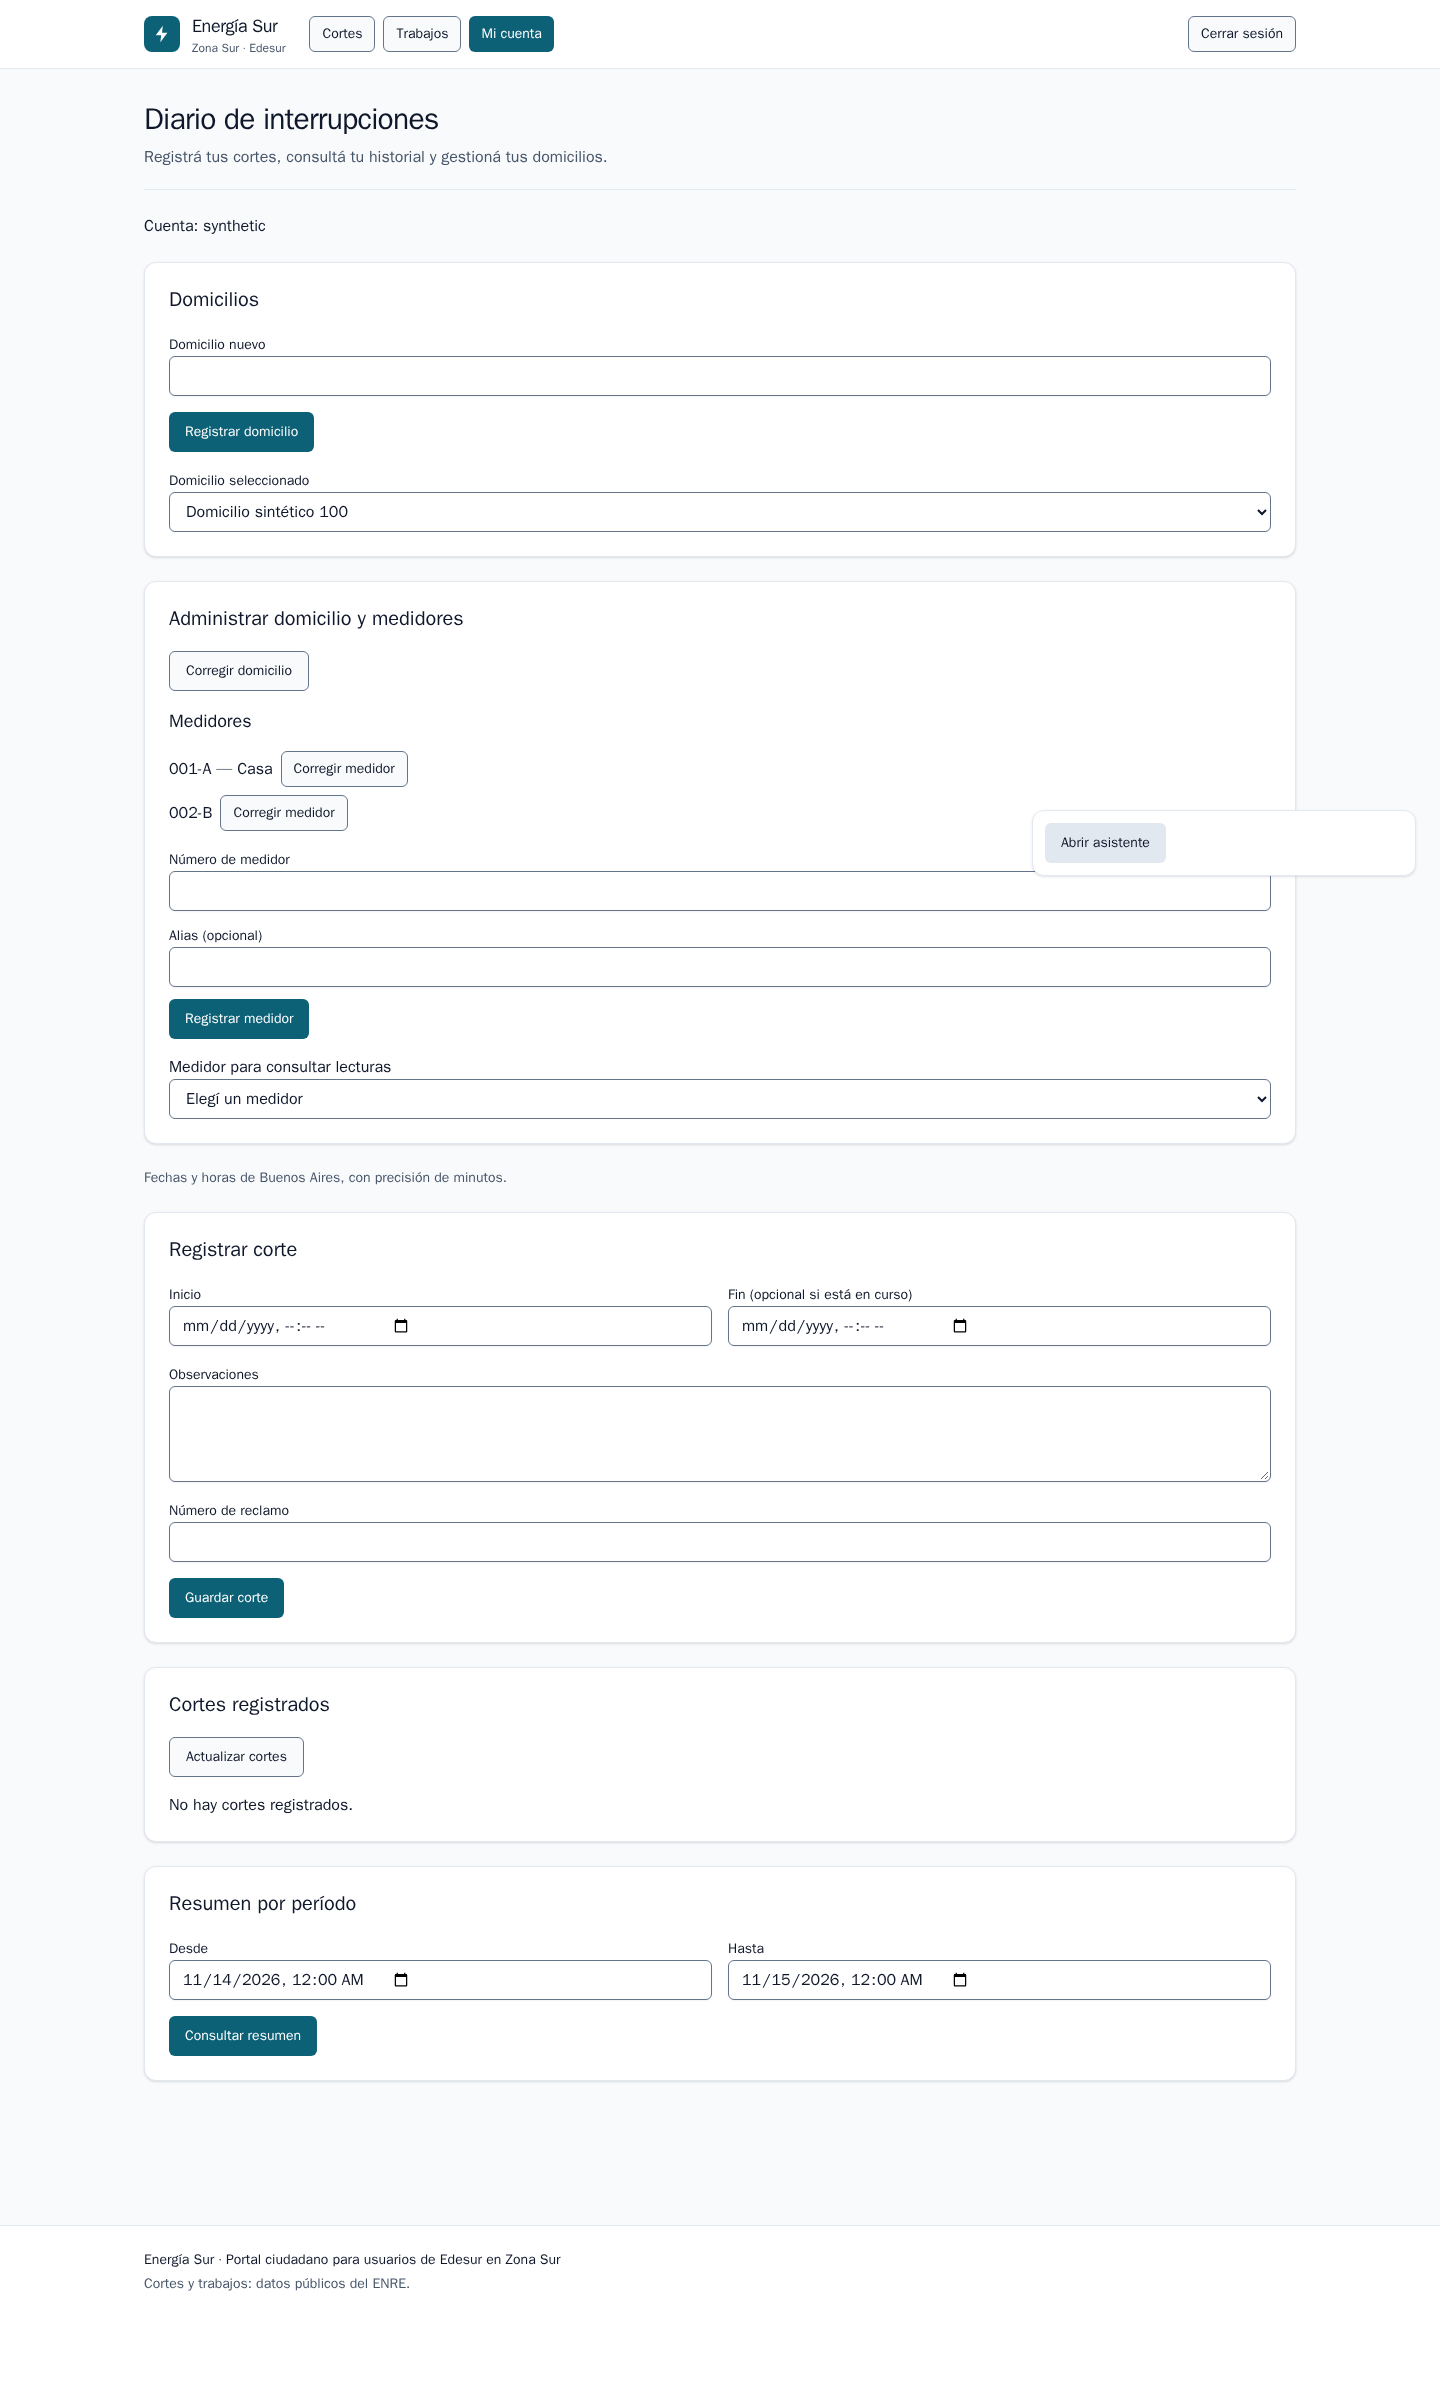 Energía Sur
Zona Sur · Edesur
Cortes
Trabajos
Mi cuenta
Cerrar sesión
Diario de interrupciones
Registrá tus cortes, consultá tu historial y gestioná tus domicilios.
Cuenta: synthetic
Domicilios
Domicilio nuevo
Registrar domicilio
Domicilio seleccionado
Domicilio sintético 100
Administrar domicilio y medidores
Corregir domicilio
Medidores
001-A — Casa Corregir medidor
002-B Corregir medidor
Abrir asistente
Número de medidor
Alias (opcional)
Registrar medidor
Medidor para consultar lecturas
Elegí un medidor
Fechas y horas de Buenos Aires, con precisión de minutos.
Registrar corte
Inicio
Fin (opcional si está en curso)
mm/dd/yyyy, --:-- --
mm/dd/yyyy, --:-- --
Observaciones
Número de reclamo
Guardar corte
Cortes registrados
Actualizar cortes
No hay cortes registrados.
Resumen por período
Desde
Hasta
11/14/2026, 12:00 AM
11/15/2026, 12:00 AM
Consultar resumen
Energía Sur · Portal ciudadano para usuarios de Edesur en Zona Sur
Cortes y trabajos: datos públicos del ENRE.